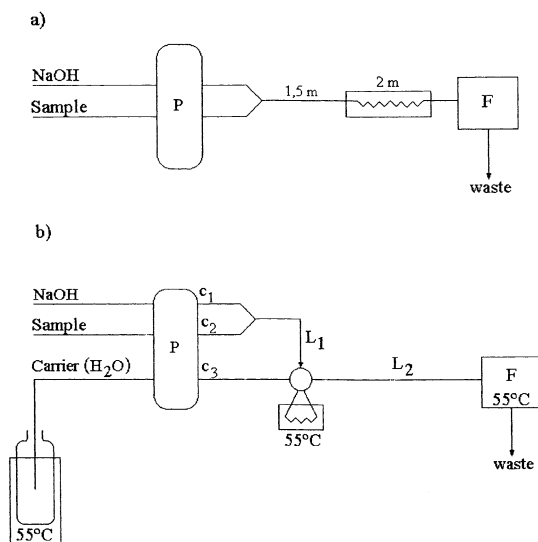 a)
NaOH
Sample
P
1,5 m
2 m
F
waste
b)
NaOH
Sample
Carrier (H₂O)
P
c₁
c₂
c₃
L₁
L₂
55°C
F
55°C
waste
55°C